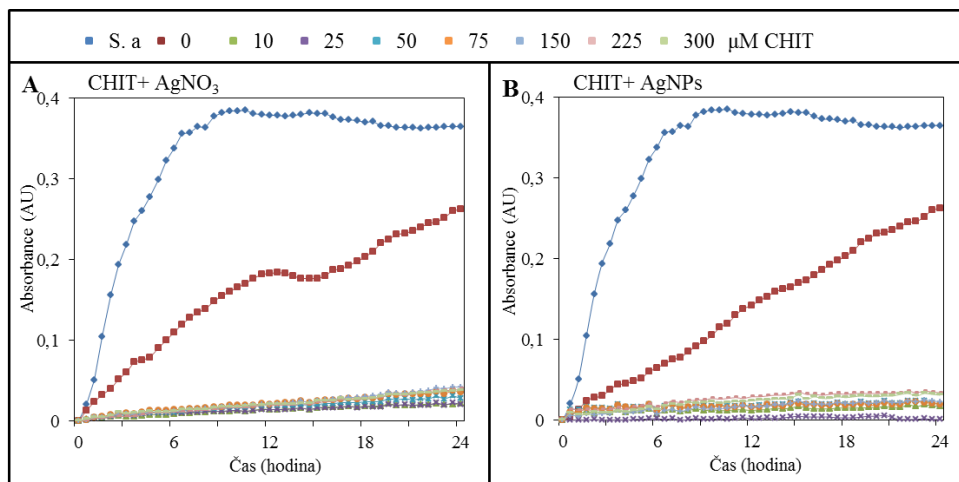 S. a 0 10 25 50 75 150 225 300 µM CHIT
A CHIT+ AgNO₃
0,4
0,3
0,2
0,1
0
Absorbance (AU)
0 6 12 18 24
Čas (hodina)
B CHIT+ AgNPs
0,4
0,3
0,2
0,1
0
Absorbance (AU)
0 6 12 18 24
Čas (hodina)